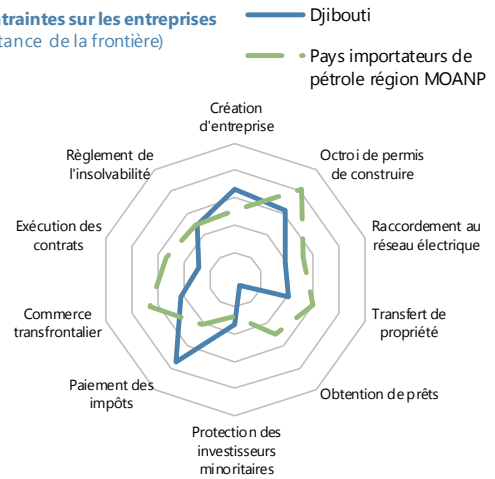 traintes sur les entreprises
tance de la frontière)
Djibouti
Pays importateurs de
pétrole région MOANP
Création
d'entreprise
Octroi de permis
de construire
Raccordement au
réseau électrique
Transfert de
propriété
Obtention de prêts
Protection des
investisseurs
minoritaires
Paiement des
impôts
Commerce
transfrontalier
Exécution des
contrats
Règlement de
l'insolvabilité